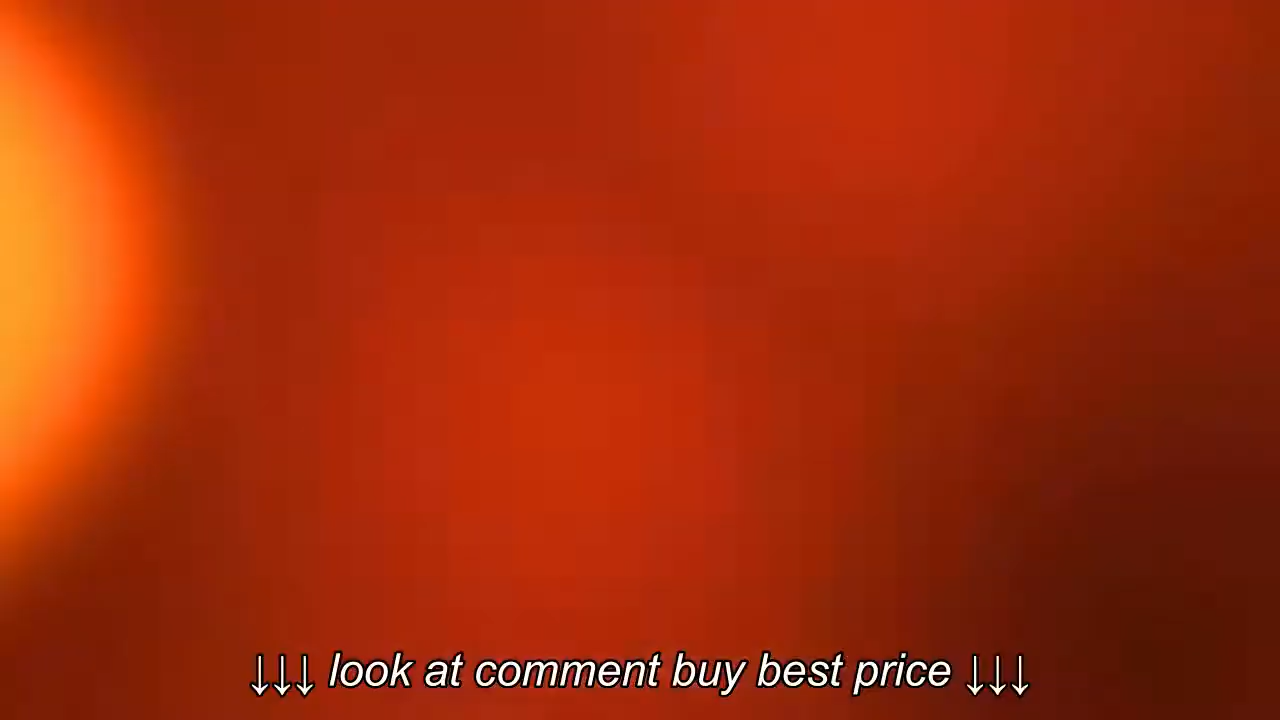 ↓↓↓ look at comment buy best price ↓↓↓